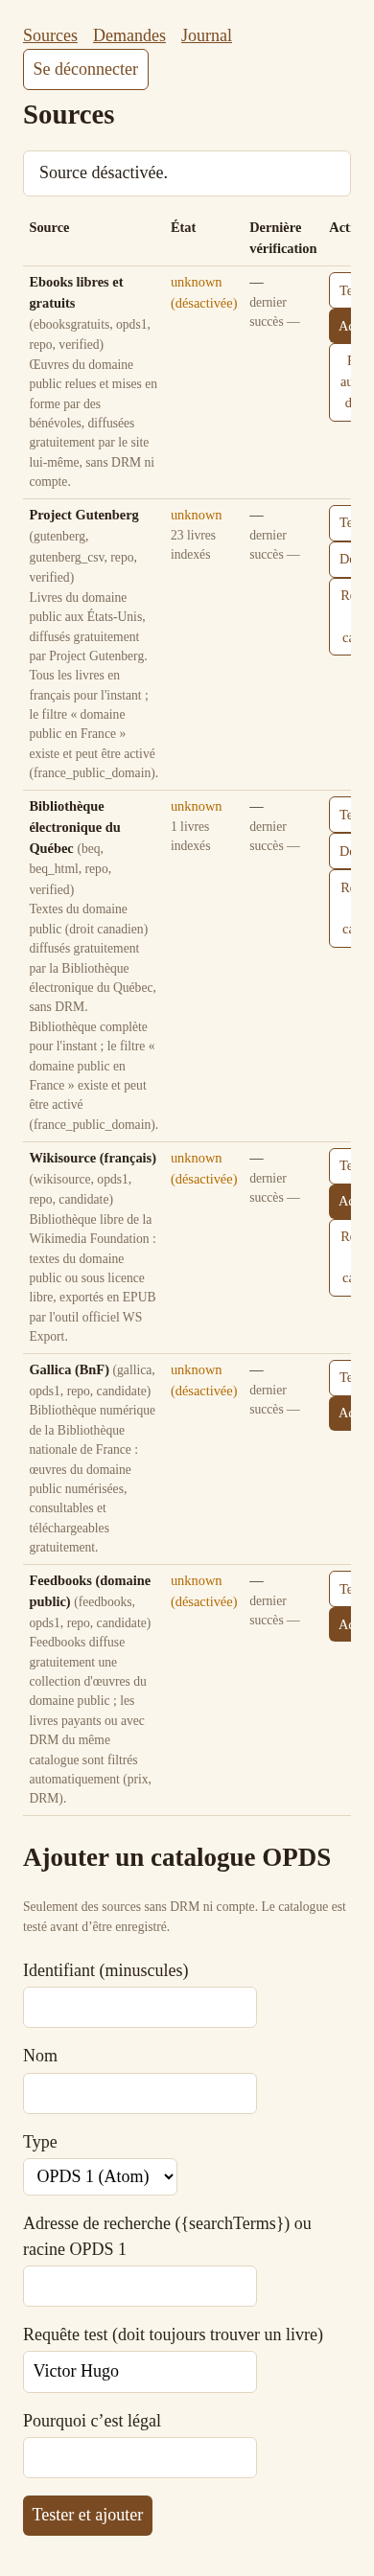 Sources Demandes Journal
Se déconnecter
Sources
Source désactivée.
Source État Dernière vérification
Ebooks libres et gratuits
(ebooksgratuits, opds1, repo, verified)
Œuvres du domaine
public relues et mises en
forme par des
bénévoles, diffusées
gratuitement par le site
lui-même, sans DRM ni
compte.
unknown
(désactivée)
—
dernier
succès —
Project Gutenberg
(gutenberg,
gutenberg_csv, repo,
verified)
Livres du domaine
public aux États-Unis,
diffusés gratuitement
par Project Gutenberg.
Tous les livres en
français pour l'instant ;
le filtre « domaine
public en France »
existe et peut être activé
(france_public_domain).
unknown
23 livres
indexés
—
dernier
succès —
Bibliothèque
électronique du
Québec (beq,
beq_html, repo,
verified)
Textes du domaine
public (droit canadien)
diffusés gratuitement
par la Bibliothèque
électronique du Québec,
sans DRM.
Bibliothèque complète
pour l'instant ; le filtre «
domaine public en
France » existe et peut
être activé
(france_public_domain).
unknown
1 livres
indexés
—
dernier
succès —
Wikisource (français)
(wikisource, opds1,
repo, candidate)
Bibliothèque libre de la
Wikimedia Foundation :
textes du domaine
public ou sous licence
libre, exportés en EPUB
par l'outil officiel WS
Export.
unknown
(désactivée)
—
dernier
succès —
Gallica (BnF) (gallica,
opds1, repo, candidate)
Bibliothèque numérique
de la Bibliothèque
nationale de France :
œuvres du domaine
public numérisées,
consultables et
téléchargeables
gratuitement.
unknown
(désactivée)
—
dernier
succès —
Feedbooks (domaine
public) (feedbooks,
opds1, repo, candidate)
Feedbooks diffuse
gratuitement une
collection d'œuvres du
domaine public ; les
livres payants ou avec
DRM du même
catalogue sont filtrés
automatiquement (prix,
DRM).
unknown
(désactivée)
—
dernier
succès —
Ajouter un catalogue OPDS
Seulement des sources sans DRM ni compte. Le catalogue est
testé avant d’être enregistré.
Identifiant (minuscules)
Nom
Type
OPDS 1 (Atom)
Adresse de recherche ({searchTerms}) ou
racine OPDS 1
Requête test (doit toujours trouver un livre)
Victor Hugo
Pourquoi c’est légal
Tester et ajouter